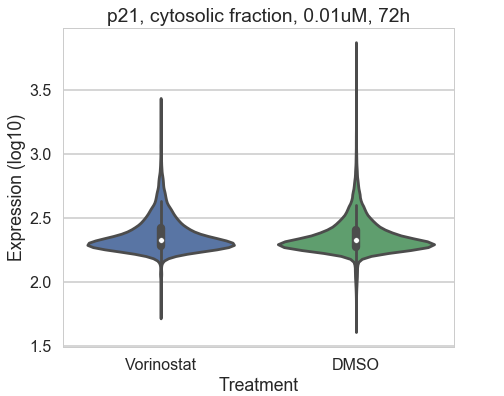 p21, cytosolic fraction, 0.01uM, 72h
Expression (log10)
3.5
3.0
2.5
2.0
1.5
Vorinostat
DMSO
Treatment